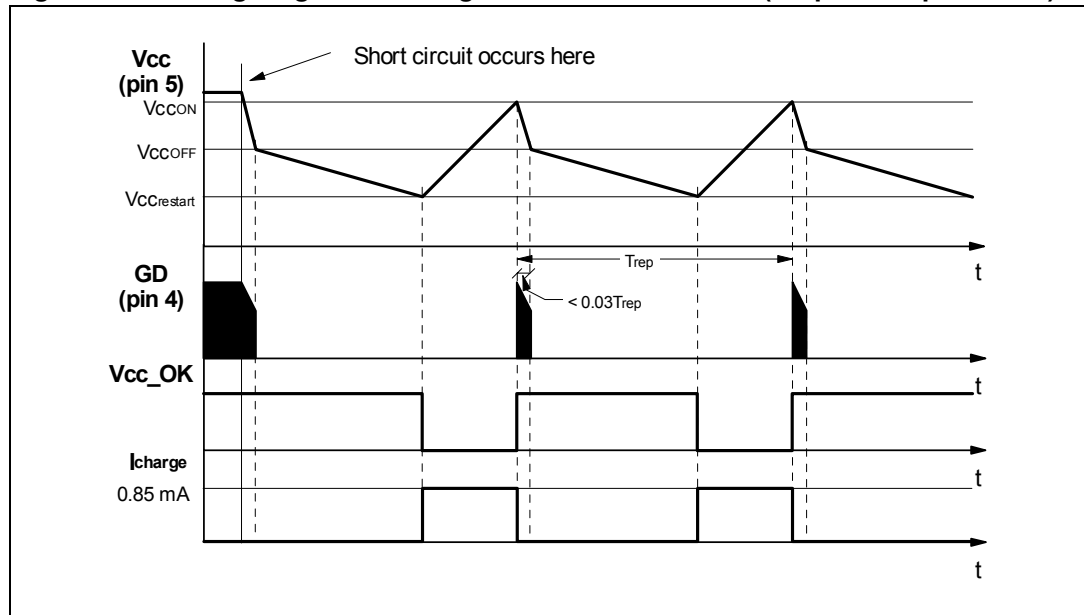 Short circuit occurs here
Vcc
(pin 5)
VccON
VccOFF
Vccrestart
t
GD
(pin 4)
Trep
< 0.03Trep
t
Vcc_OK
t
Icharge
0.85 mA
t